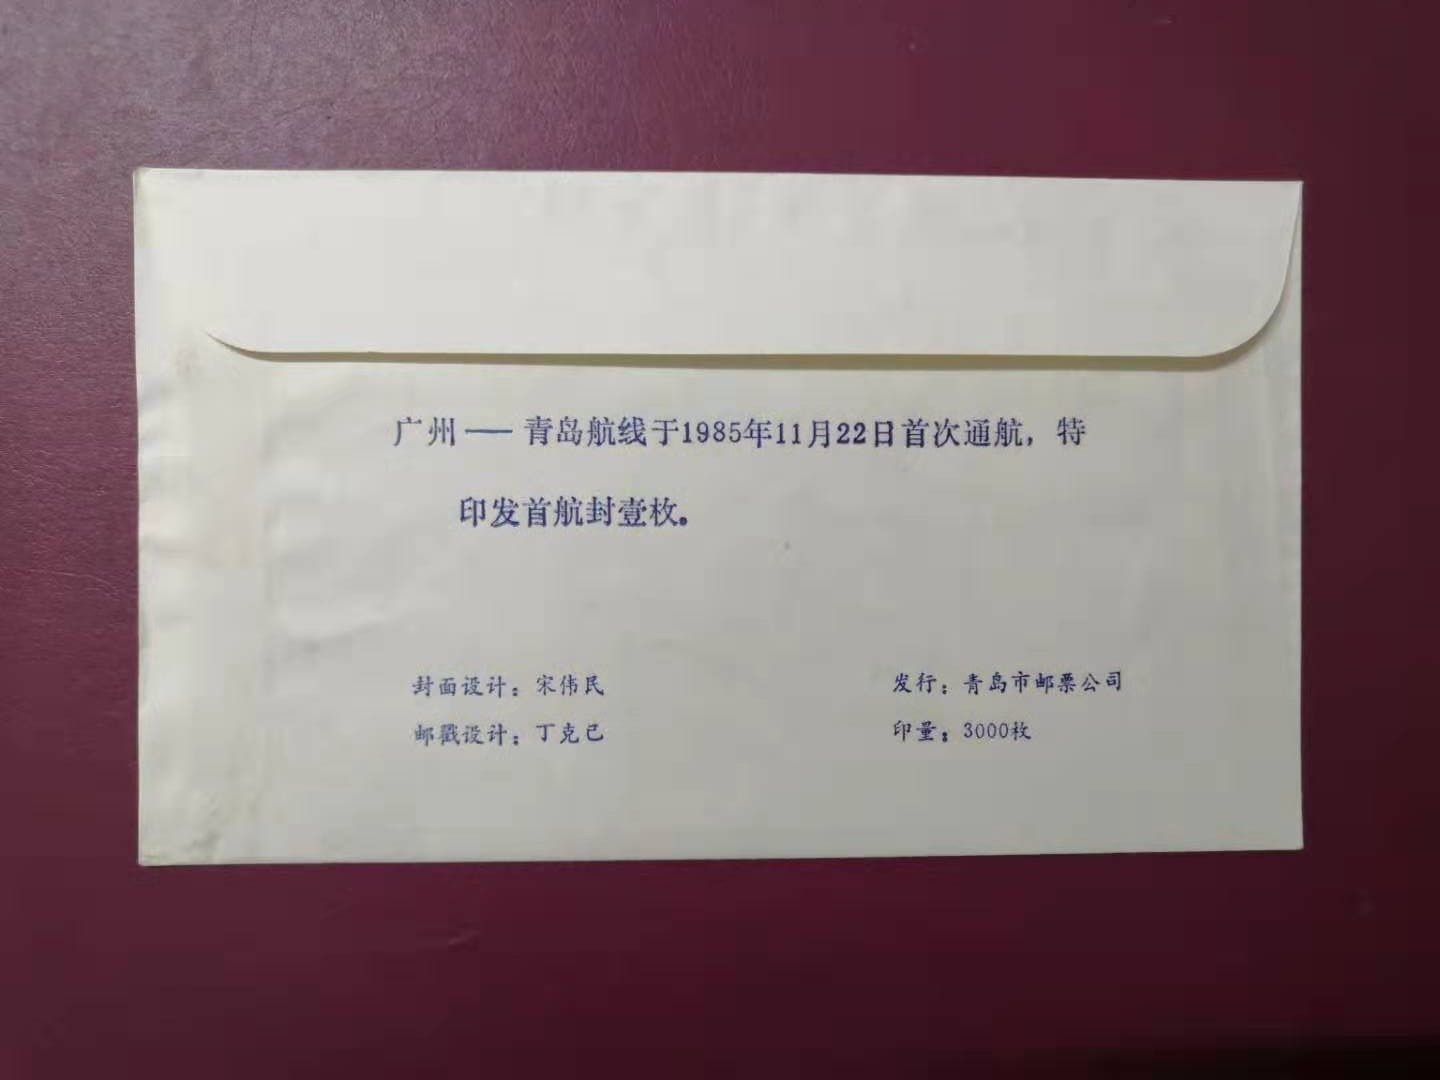 广州——青岛航线于1985年11月22日首次通航，特
印发首航封壹枚。
封面设计：宋伟民
邮戳设计：丁克已
发行：青岛市邮票公司
印量：3000枚